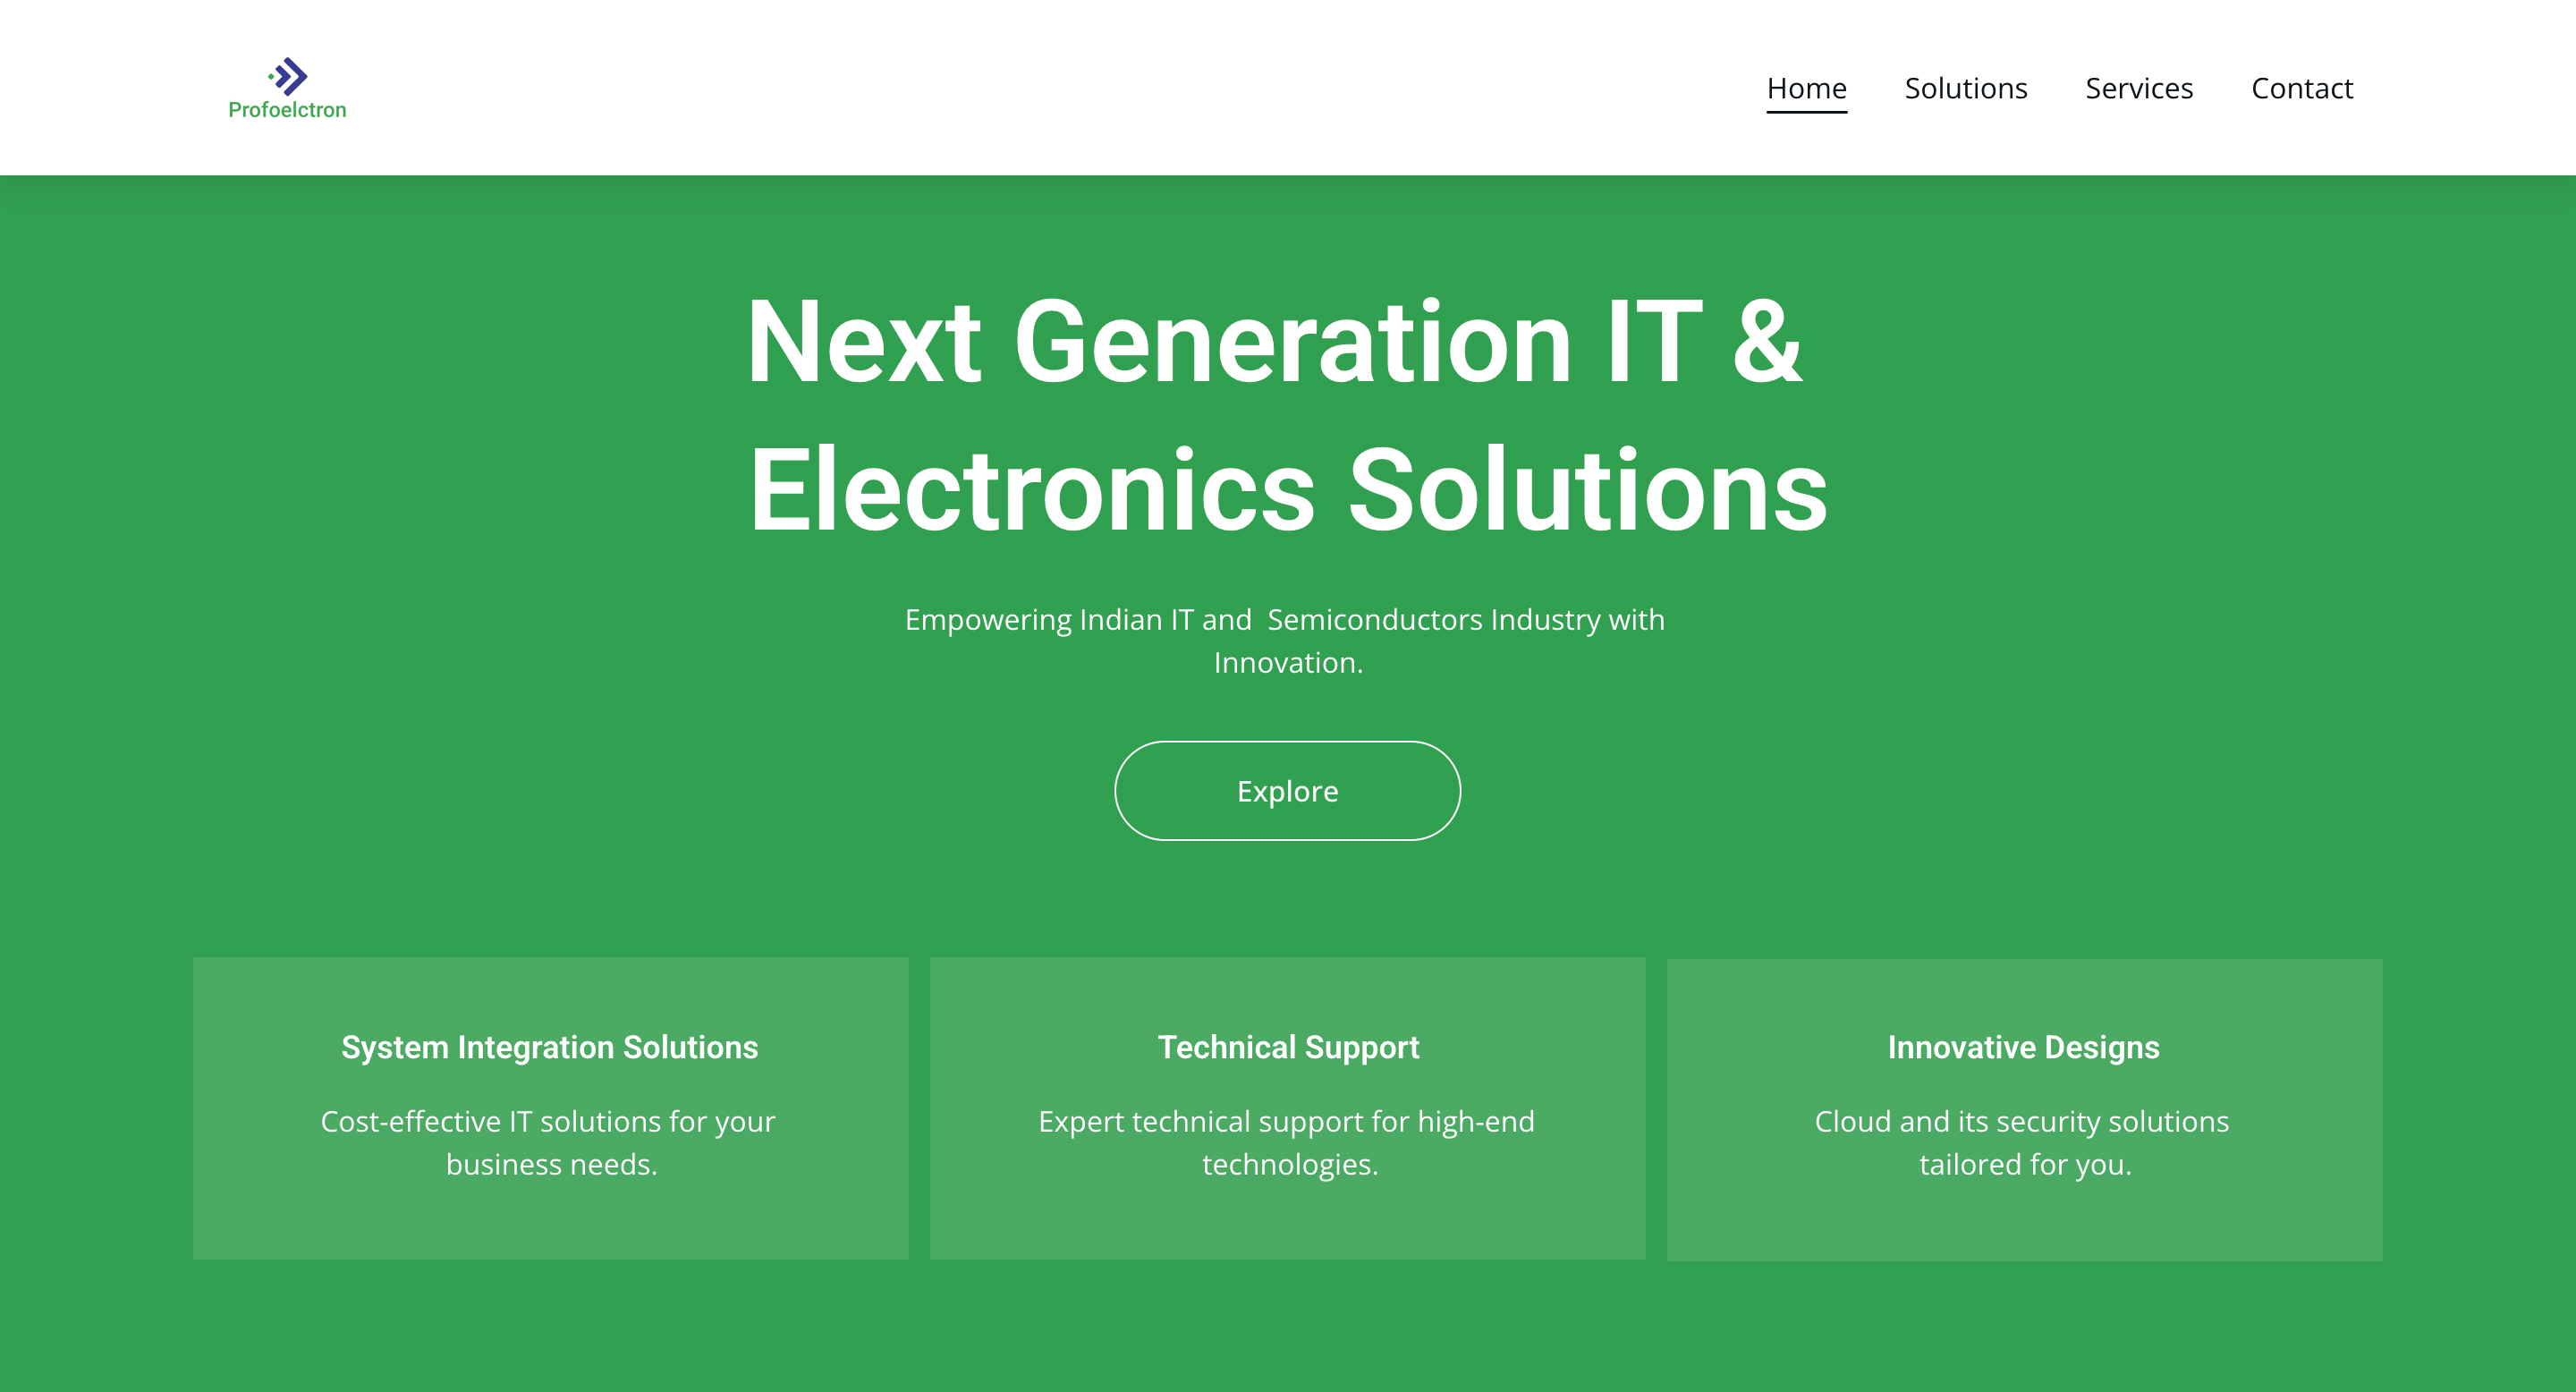 Profoelctron
Home Solutions Services Contact
Next Generation IT &
Electronics Solutions
Empowering Indian IT and  Semiconductors Industry with
Innovation.
Explore
System Integration Solutions
Cost-effective IT solutions for your
business needs.
Technical Support
Expert technical support for high-end
technologies.
Innovative Designs
Cloud and its security solutions
tailored for you.